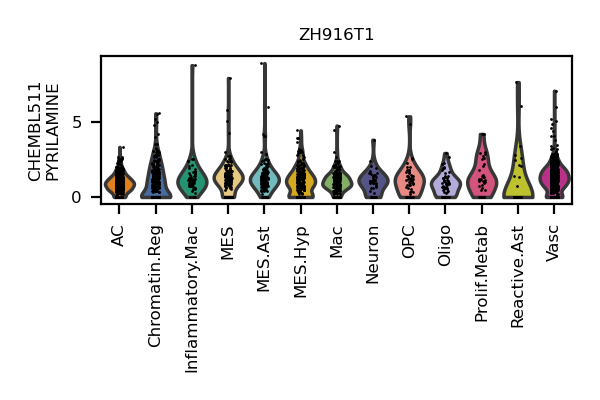 ZH916T1
CHEMBL511
PYRILAMINE
5
0
AC
Chromatin.Reg
Inflammatory.Mac
MES
MES.Ast
MES.Hyp
Mac
Neuron
OPC
Oligo
Prolif.Metab
Reactive.Ast
Vasc